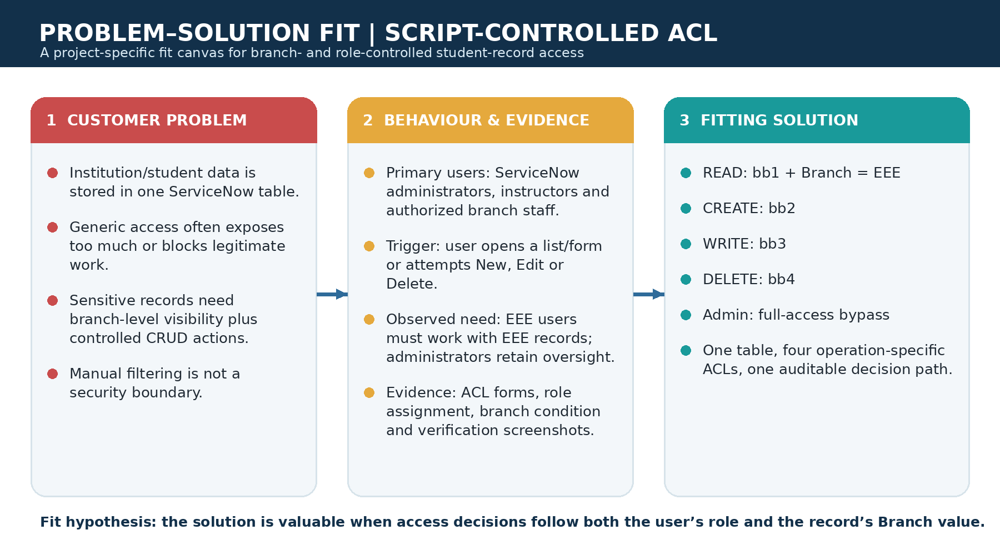 PROBLEM–SOLUTION FIT | SCRIPT-CONTROLLED ACL
A project-specific fit canvas for branch- and role-controlled student-record access
1 CUSTOMER PROBLEM
Institution/student data is
stored in one ServiceNow table.
Generic access often exposes
too much or blocks legitimate
work.
Sensitive records need
branch-level visibility plus
controlled CRUD actions.
Manual filtering is not a
security boundary.
2 BEHAVIOUR & EVIDENCE
Primary users: ServiceNow
administrators, instructors and
authorized branch staff.
Trigger: user opens a list/form
or attempts New, Edit or
Delete.
Observed need: EEE users
must work with EEE records;
administrators retain oversight.
Evidence: ACL forms, role
assignment, branch condition
and verification screenshots.
3 FITTING SOLUTION
READ: bb1 + Branch = EEE
CREATE: bb2
WRITE: bb3
DELETE: bb4
Admin: full-access bypass
One table, four operation-specific
ACLs, one auditable decision path.
Fit hypothesis: the solution is valuable when access decisions follow both the user’s role and the record’s Branch value.